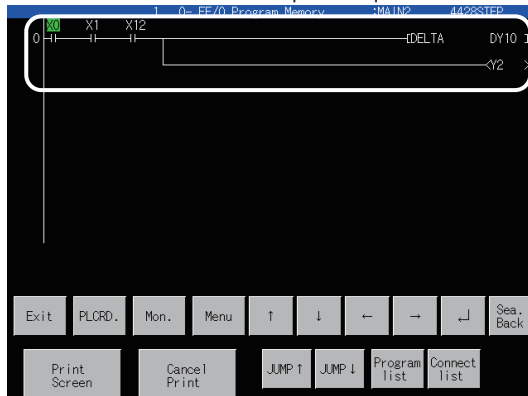 1 0- FF/0 Program Memory :MAIN2 4428STEP
X0 X1 X12
0 [DELTA DY10 ]
<Y2 >
Exit PLCRD. Mon. Menu ↑ ↓ ← → ↵ Sea. Back
Print Screen Cancel Print JUMP↑ JUMP↓ Program list Connect list